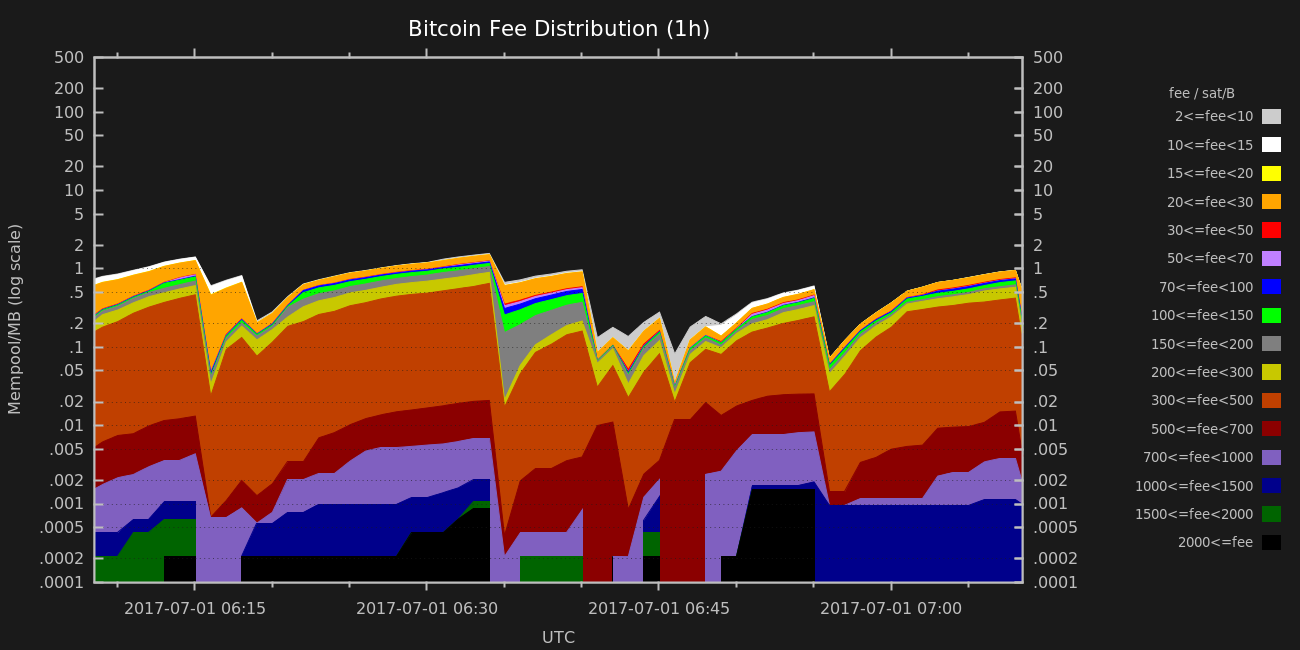 Bitcoin Fee Distribution (1h)
500 500
200 200
100 100
50 50
20 20
10 10
5 5
2 2
1 1
.5 .5
.2 .2
.1 .1
.05 .05
.02 .02
.01 .01
.005 .005
.002 .002
.001 .001
.0005 .0005
.0002 .0002
.0001 .0001
Mempool/MB (log scale)
2017-07-01 06:15 2017-07-01 06:30 2017-07-01 06:45 2017-07-01 07:00
UTC
fee / sat/B
2<=fee<10
10<=fee<15
15<=fee<20
20<=fee<30
30<=fee<50
50<=fee<70
70<=fee<100
100<=fee<150
150<=fee<200
200<=fee<300
300<=fee<500
500<=fee<700
700<=fee<1000
1000<=fee<1500
1500<=fee<2000
2000<=fee